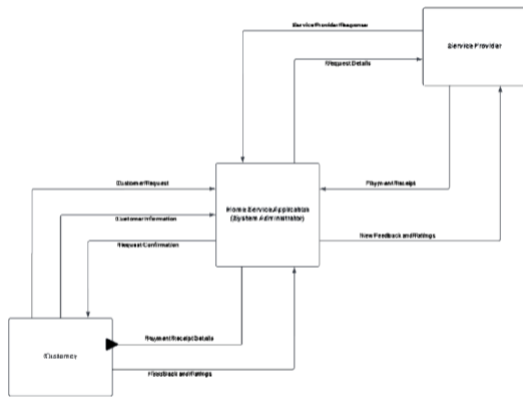 Service Provider Response
Service Provider
Request Details
Customer Request
Payment Receipt
Home Service Application
(System Administrator)
Customer Information
New Feedback and Ratings
Request Confirmation
Payment Receipt Details
Customer
Feedback and Ratings